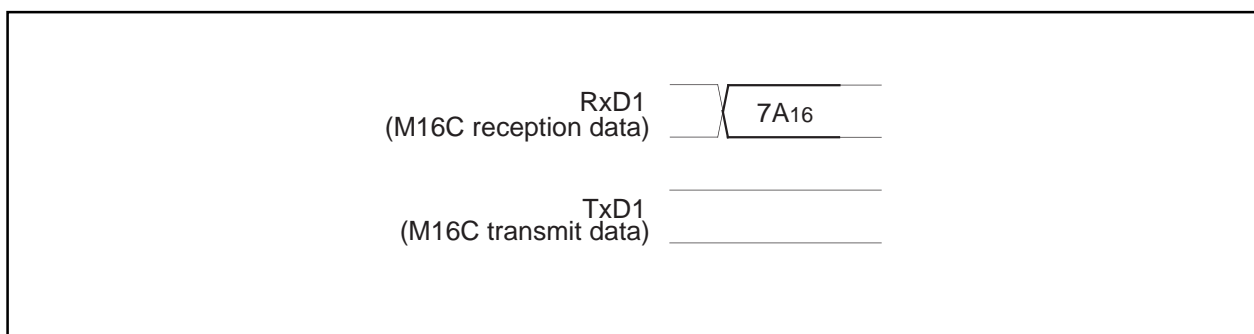 RxD1
(M16C reception data)
7A16
TxD1
(M16C transmit data)